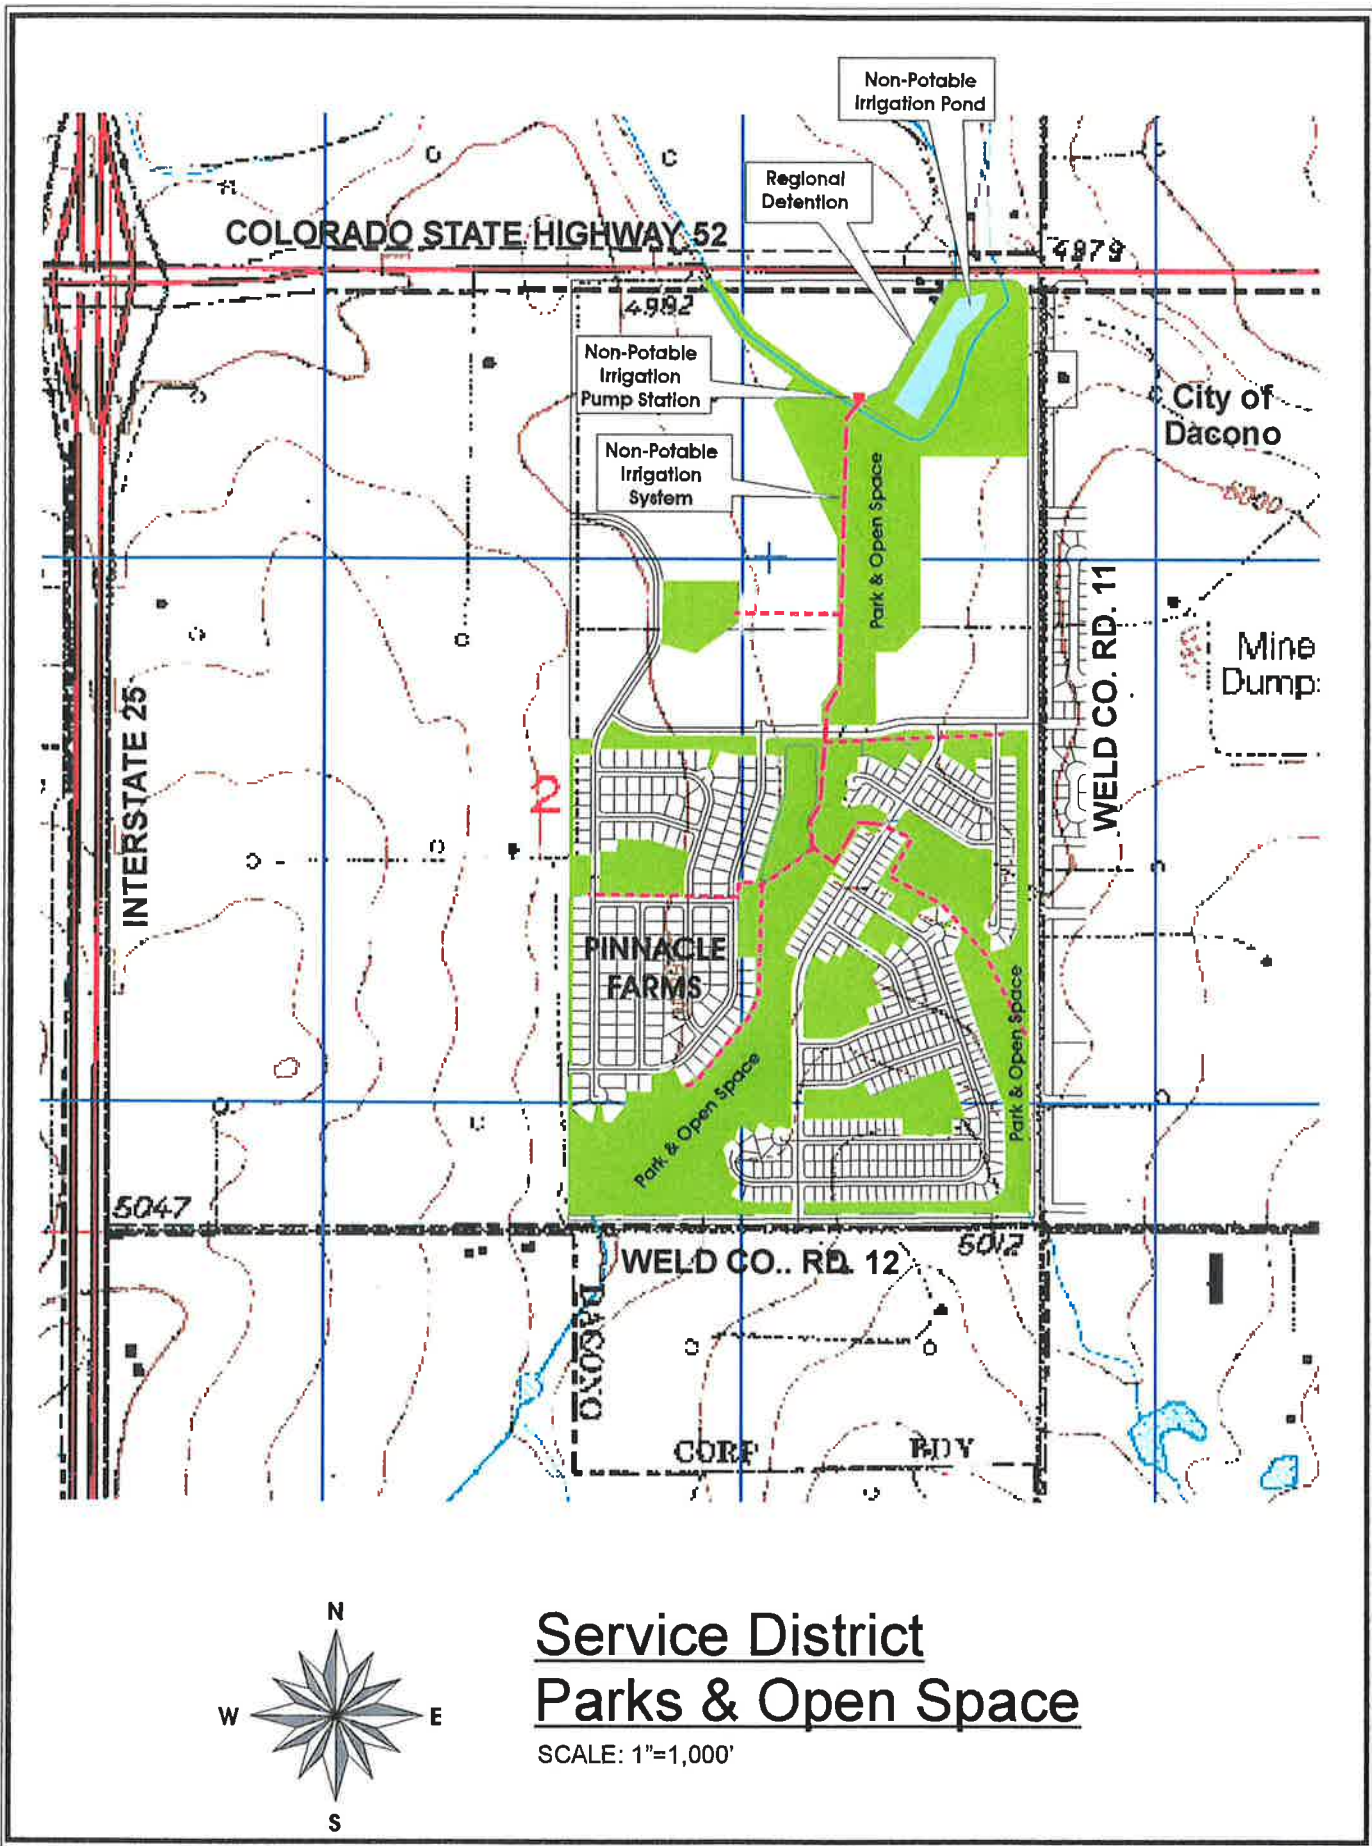 Non-Potable
Irrigation Pond
Regional
Detention
COLORADO STATE HIGHWAY 52
4979
4992
Non-Potable
Irrigation
Pump Station
City of
Dacono
Non-Potable
Irrigation
System
Park & Open Space
WELD CO. RD. 11
Mine
Dump
INTERSTATE 25
2
PINNACLE
FARMS
Park & Open Space
Park & Open Space
5047
5012
WELD CO.. RD. 12
DACONO
CORP BDY
N
W E
S
Service District
Parks & Open Space
SCALE: 1"=1,000'